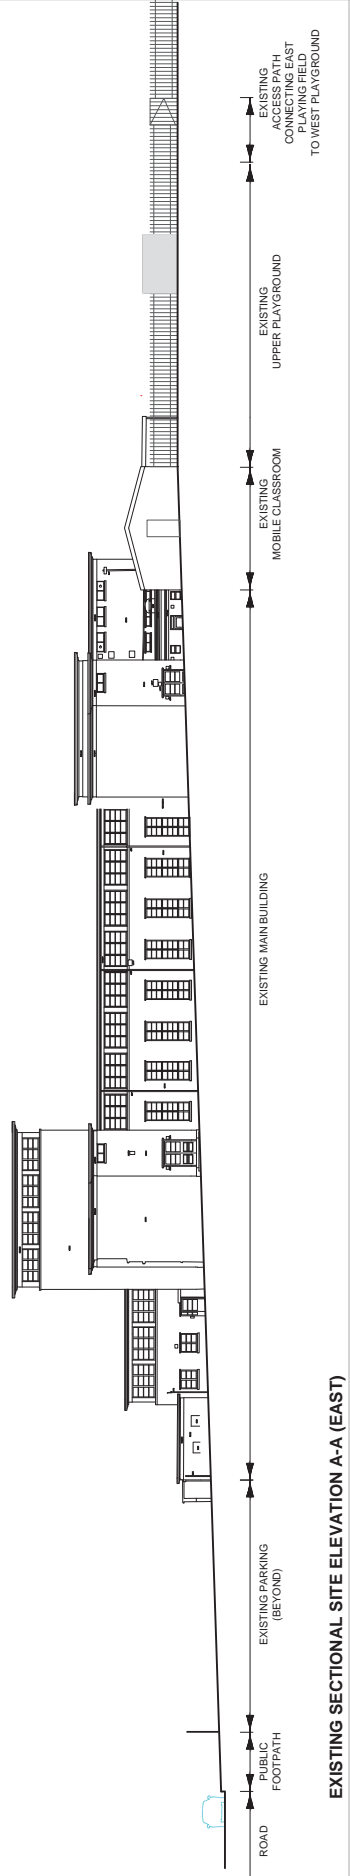 ROAD
PUBLIC
FOOTPATH
EXISTING PARKING
(BEYOND)
EXISTING MAIN BUILDING
EXISTING
MOBILE CLASSROOM
EXISTING
UPPER PLAYGROUND
EXISTING
ACCESS PATH
CONNECTING EAST
PLAYING FIELD
TO WEST PLAYGROUND
EXISTING SECTIONAL SITE ELEVATION A-A (EAST)